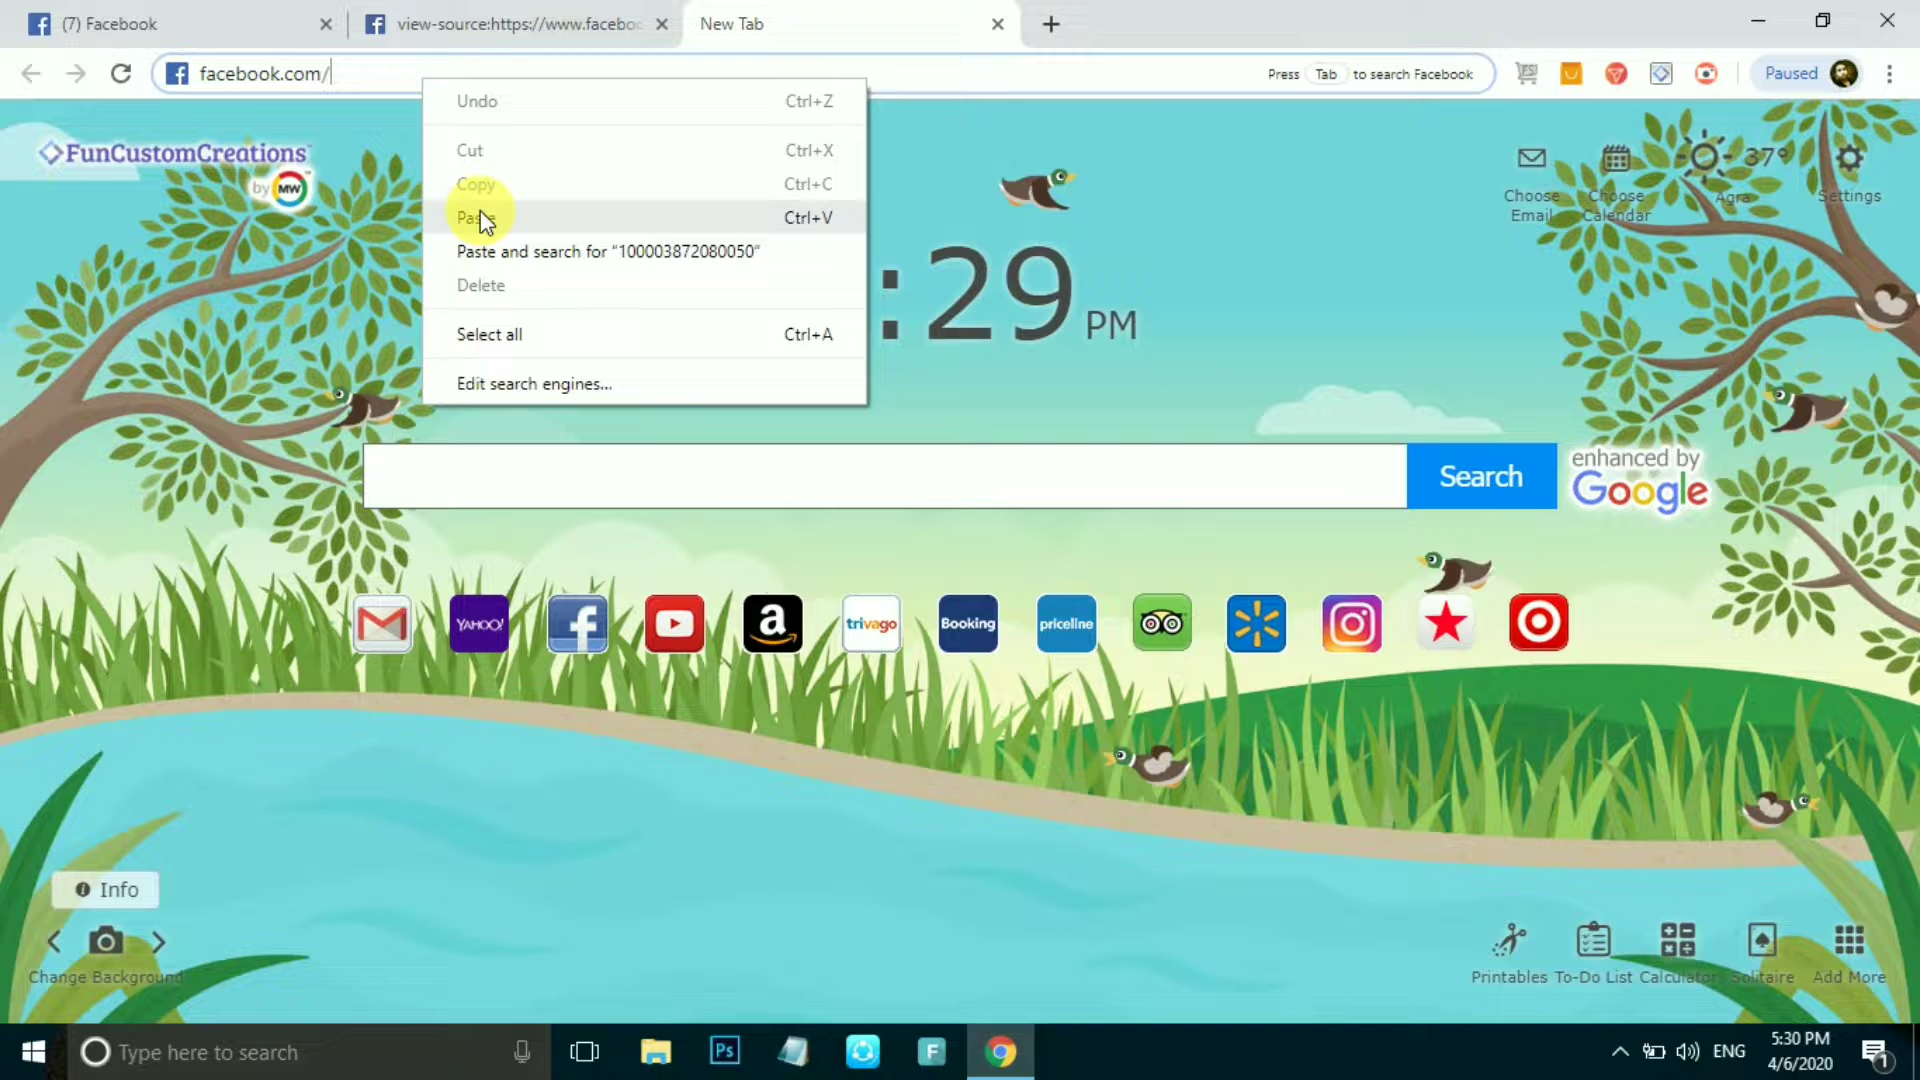 (7) Facebook
view-source:https://www.faceboo
New Tab
facebook.com/
Press Tab to search Facebook
Paused
Undo Ctrl+Z
Cut Ctrl+X
Copy Ctrl+C
Paste Ctrl+V
Paste and search for "100003872080050"
Delete
Select all Ctrl+A
Edit search engines...
FunCustomCreations
by MW
Choose Email
Choose Calendar
37°
Agra
Settings
:29 PM
Search
enhanced by
Google
YAHOO!
trivago
Booking
priceline
Info
Change Background
Printables
To-Do List
Calculator
Solitaire
Add More
Type here to search
Ps
F
ENG
5:30 PM
4/6/2020
1